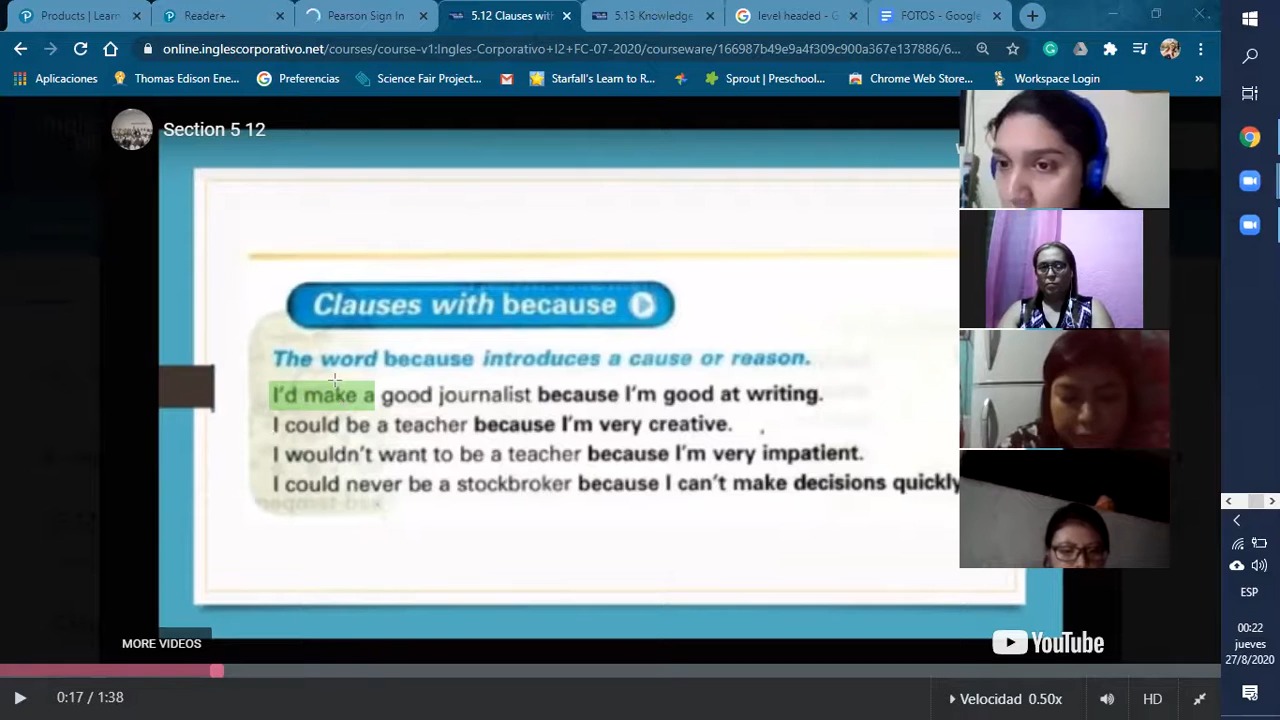 Products | Learn
Reader+
Pearson Sign In
5.12 Clauses with
5.13 Knowledge
level headed - G
FOTOS - Google
online.inglescorporativo.net/courses/course-v1:Ingles-Corporativo+I2+FC-07-2020/courseware/166987b49e9a4f309c900a367e137886/6...
Aplicaciones
Thomas Edison Ene...
Preferencias
Science Fair Project...
Starfall's Learn to R...
Sprout | Preschool...
Chrome Web Store...
Workspace Login
»
Section 5 12
Clauses with because
The word because introduces a cause or reason.
I'd make a good journalist because I'm good at writing.
I could be a teacher because I'm very creative.
I wouldn't want to be a teacher because I'm very impatient.
I could never be a stockbroker because I can't make decisions quickly
MORE VIDEOS
YouTube
0:17 / 1:38
Velocidad 0.50x
HD
ESP
00:22
jueves
27/8/2020